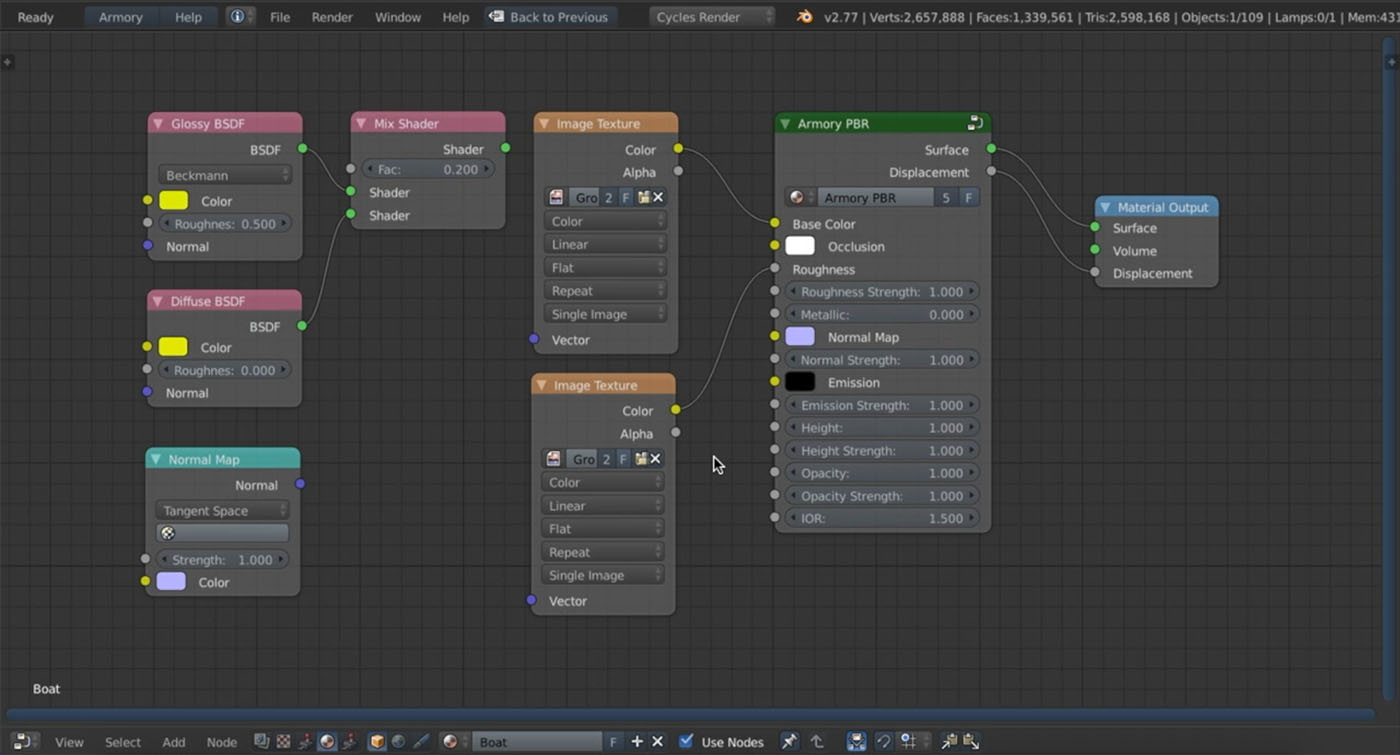 Ready Armory Help File Render Window Help Back to Previous Cycles Render v2.77 | Verts:2,657,888 | Faces:1,339,561 | Tris:2,598,168 | Objects:1/109 | Lamps:0/1 | Mem:431
Glossy BSDF
BSDF
Beckmann
Color
Roughnes: 0.500
Normal
Diffuse BSDF
BSDF
Color
Roughnes: 0.000
Normal
Normal Map
Normal
Tangent Space
Strength: 1.000
Color
Mix Shader
Shader
Fac: 0.200
Shader
Shader
Image Texture
Color
Alpha
Gro 2 F
Color
Linear
Flat
Repeat
Single Image
Vector
Image Texture
Color
Alpha
Gro 2 F
Color
Linear
Flat
Repeat
Single Image
Vector
Armory PBR
Surface
Displacement
Armory PBR 5 F
Base Color
Occlusion
Roughness
Roughness Strength: 1.000
Metallic: 0.000
Normal Map
Normal Strength: 1.000
Emission
Emission Strength: 1.000
Height: 1.000
Height Strength: 1.000
Opacity: 1.000
Opacity Strength: 1.000
IOR: 1.500
Material Output
Surface
Volume
Displacement
Boat
View Select Add Node Boat F Use Nodes